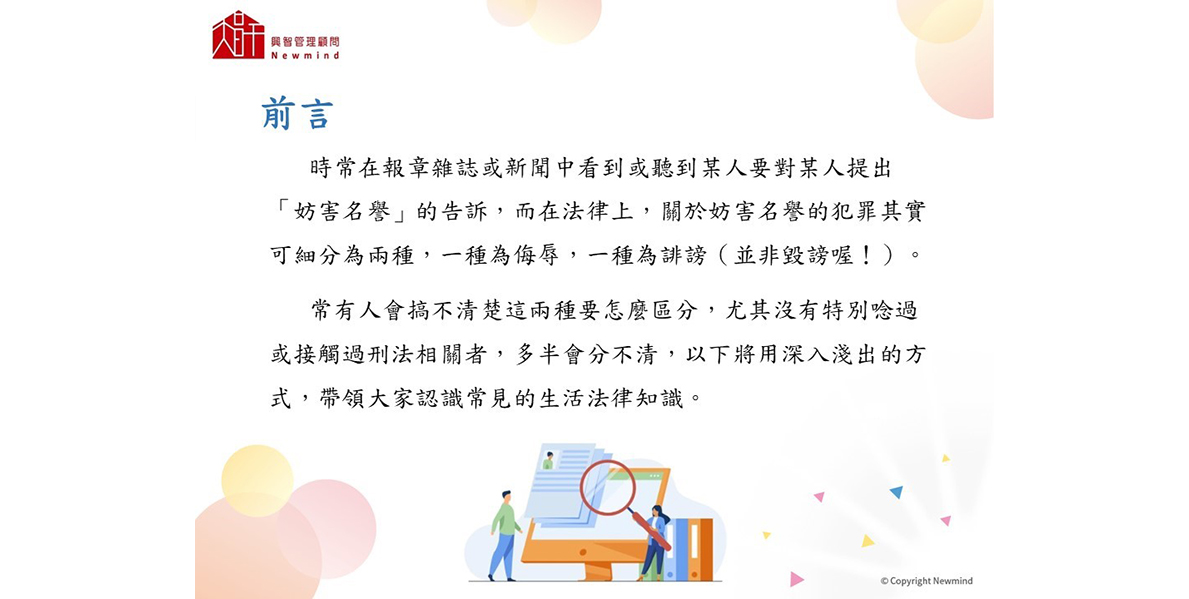 興智管理顧問
Newmind
前言
時常在報章雜誌或新聞中看到或聽到某人要對某人提出
「妨害名譽」的告訴，而在法律上，關於妨害名譽的犯罪其實
可細分為兩種，一種為侮辱，一種為誹謗（並非毀謗喔！）。
常有人會搞不清楚這兩種要怎麼區分，尤其沒有特別唸過
或接觸過刑法相關者，多半會分不清，以下將用深入淺出的方
式，帶領大家認識常見的生活法律知識。
© Copyright Newmind